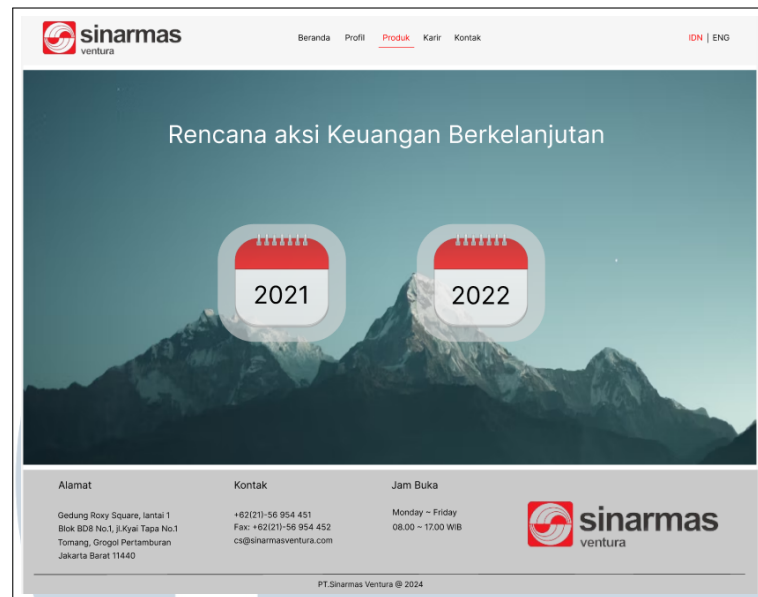 sinarmas
ventura
Beranda Profil Produk Karir Kontak
IDN | ENG
Rencana aksi Keuangan Berkelanjutan
2021
2022
Alamat
Gedung Roxy Square, lantai 1
Blok BD8 No.1, jl.Kyai Tapa No.1
Tomang, Grogol Pertamburan
Jakarta Barat 11440
Kontak
+62(21)-56 954 451
Fax: +62(21)-56 954 452
cs@sinarmasventura.com
Jam Buka
Monday ~ Friday
08.00 ~ 17.00 WIB
sinarmas
ventura
PT.Sinarmas Ventura @ 2024